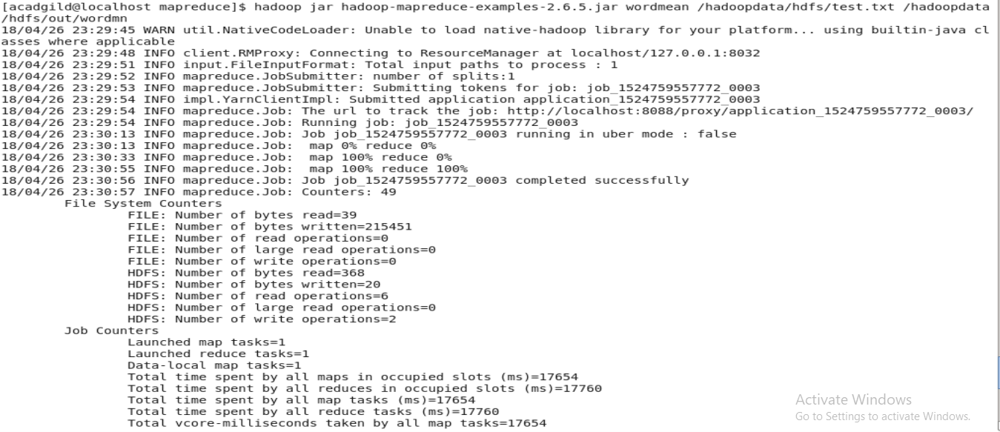 [acadgild@localhost mapreduce]$ hadoop jar hadoop-mapreduce-examples-2.6.5.jar wordmean /hadoopdata/hdfs/test.txt /hadoopdata
/hdfs/out/wordmn
18/04/26 23:29:45 WARN util.NativeCodeLoader: Unable to load native-hadoop library for your platform... using builtin-java cl
asses where applicable
18/04/26 23:29:48 INFO client.RMProxy: Connecting to ResourceManager at localhost/127.0.0.1:8032
18/04/26 23:29:51 INFO input.FileInputFormat: Total input paths to process : 1
18/04/26 23:29:52 INFO mapreduce.JobSubmitter: number of splits:1
18/04/26 23:29:53 INFO mapreduce.JobSubmitter: Submitting tokens for job: job_1524759557772_0003
18/04/26 23:29:54 INFO impl.YarnClientImpl: Submitted application application_1524759557772_0003
18/04/26 23:29:54 INFO mapreduce.Job: The url to track the job: http://localhost:8088/proxy/application_1524759557772_0003/
18/04/26 23:29:54 INFO mapreduce.Job: Running job: job_1524759557772_0003
18/04/26 23:30:13 INFO mapreduce.Job: Job job_1524759557772_0003 running in uber mode : false
18/04/26 23:30:13 INFO mapreduce.Job:  map 0% reduce 0%
18/04/26 23:30:33 INFO mapreduce.Job:  map 100% reduce 0%
18/04/26 23:30:55 INFO mapreduce.Job:  map 100% reduce 100%
18/04/26 23:30:56 INFO mapreduce.Job: Job job_1524759557772_0003 completed successfully
18/04/26 23:30:57 INFO mapreduce.Job: Counters: 49
File System Counters
FILE: Number of bytes read=39
FILE: Number of bytes written=215451
FILE: Number of read operations=0
FILE: Number of large read operations=0
FILE: Number of write operations=0
HDFS: Number of bytes read=368
HDFS: Number of bytes written=20
HDFS: Number of read operations=6
HDFS: Number of large read operations=0
HDFS: Number of write operations=2
Job Counters
Launched map tasks=1
Launched reduce tasks=1
Data-local map tasks=1
Total time spent by all maps in occupied slots (ms)=17654
Total time spent by all reduces in occupied slots (ms)=17760
Total time spent by all map tasks (ms)=17654
Total time spent by all reduce tasks (ms)=17760
Total vcore-milliseconds taken by all map tasks=17654
Activate Windows
Go to Settings to activate Windows.